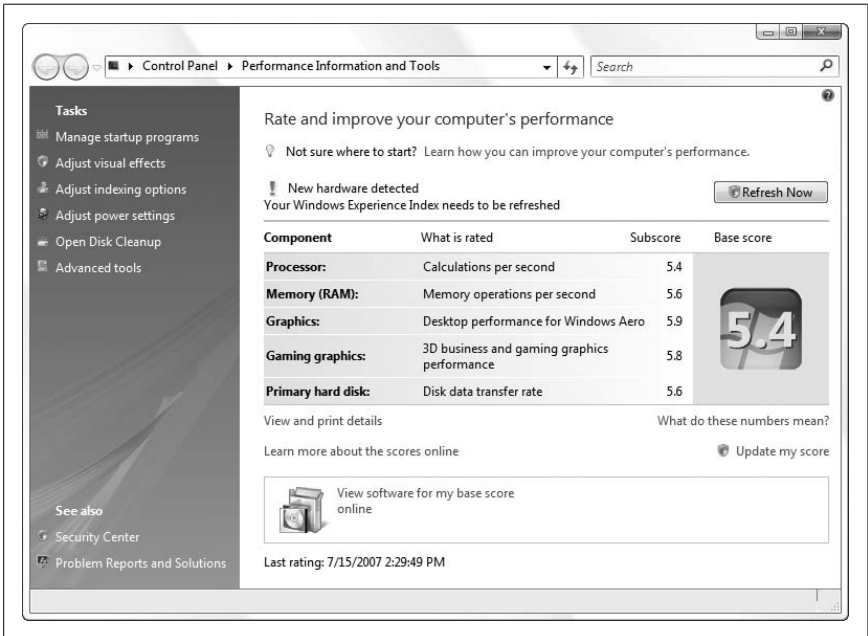 Control Panel Performance Information and Tools Search
Tasks
Manage startup programs
Adjust visual effects
Adjust indexing options
Adjust power settings
Open Disk Cleanup
Advanced tools
See also
Security Center
Problem Reports and Solutions
Rate and improve your computer's performance
Not sure where to start? Learn how you can improve your computer's performance.
New hardware detected
Your Windows Experience Index needs to be refreshed
Refresh Now
Component What is rated Subscore Base score
Processor: Calculations per second 5.4
Memory (RAM): Memory operations per second 5.6
Graphics: Desktop performance for Windows Aero 5.9
Gaming graphics: 3D business and gaming graphics
performance 5.8
Primary hard disk: Disk data transfer rate 5.6
5.4
View and print details What do these numbers mean?
Learn more about the scores online Update my score
View software for my base score
online
Last rating: 7/15/2007 2:29:49 PM